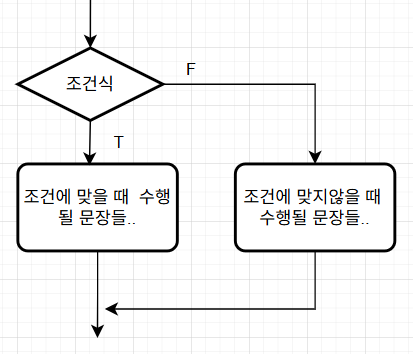 조건식
F
T
조건에 맞을 때 수행
될 문장들..
조건에 맞지않을 때
수행될 문장들..